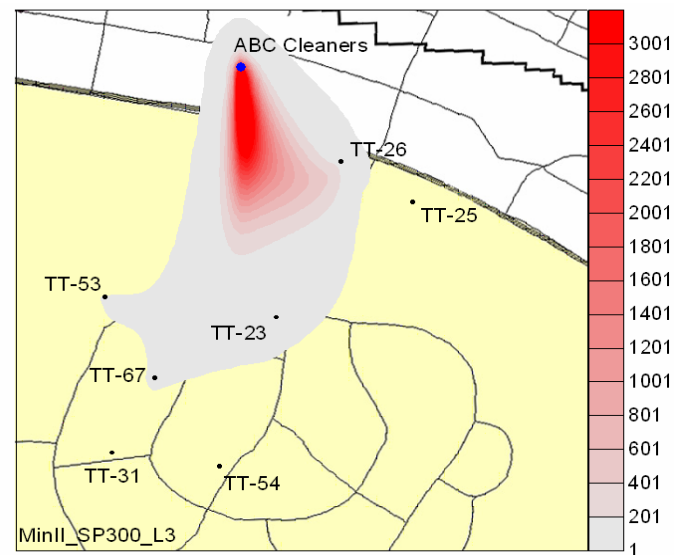 ABC Cleaners
TT-26
TT-25
TT-53
TT-23
TT-67
TT-31
TT-54
MinII_SP300_L3
3001
2801
2601
2401
2201
2001
1801
1601
1401
1201
1001
801
601
401
201
1